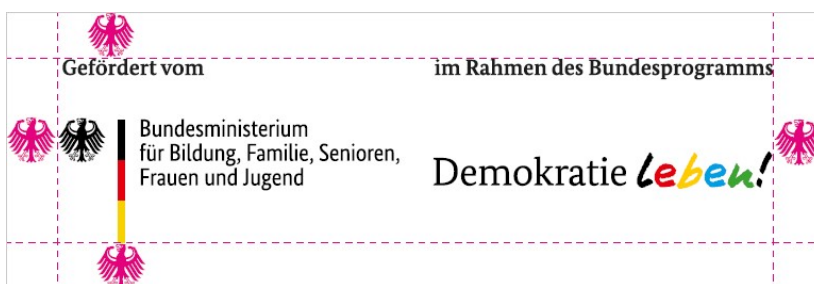 Gefördert vom
im Rahmen des Bundesprogramms
Bundesministerium
für Bildung, Familie, Senioren,
Frauen und Jugend
Demokratie leben!